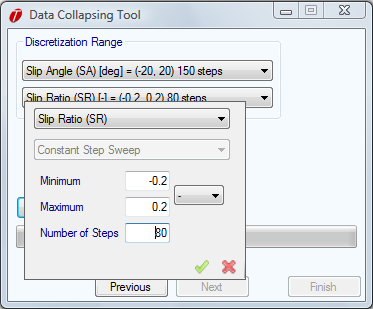 Data Collapsing Tool
Discretization Range
Slip Angle (SA) [deg] = (-20, 20) 150 steps
Slip Ratio (SR) [-] = (-0.2, 0.2) 80 steps
Slip Ratio (SR)
Constant Step Sweep
Minimum -0.2
-
Maximum 0.2
Number of Steps 80
Previous Next Finish